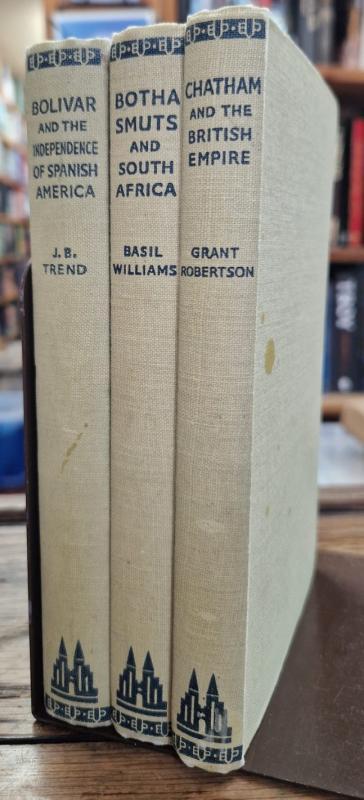 BOLIVAR
AND THE
INDEPENDENCE
OF SPANISH
AMERICA
J.B.
TREND
BOTHA
SMUTS
AND
SOUTH
AFRICA
BASIL
WILLIAMS
CHATHAM
AND THE
BRITISH
EMPIRE
GRANT
ROBERTSON